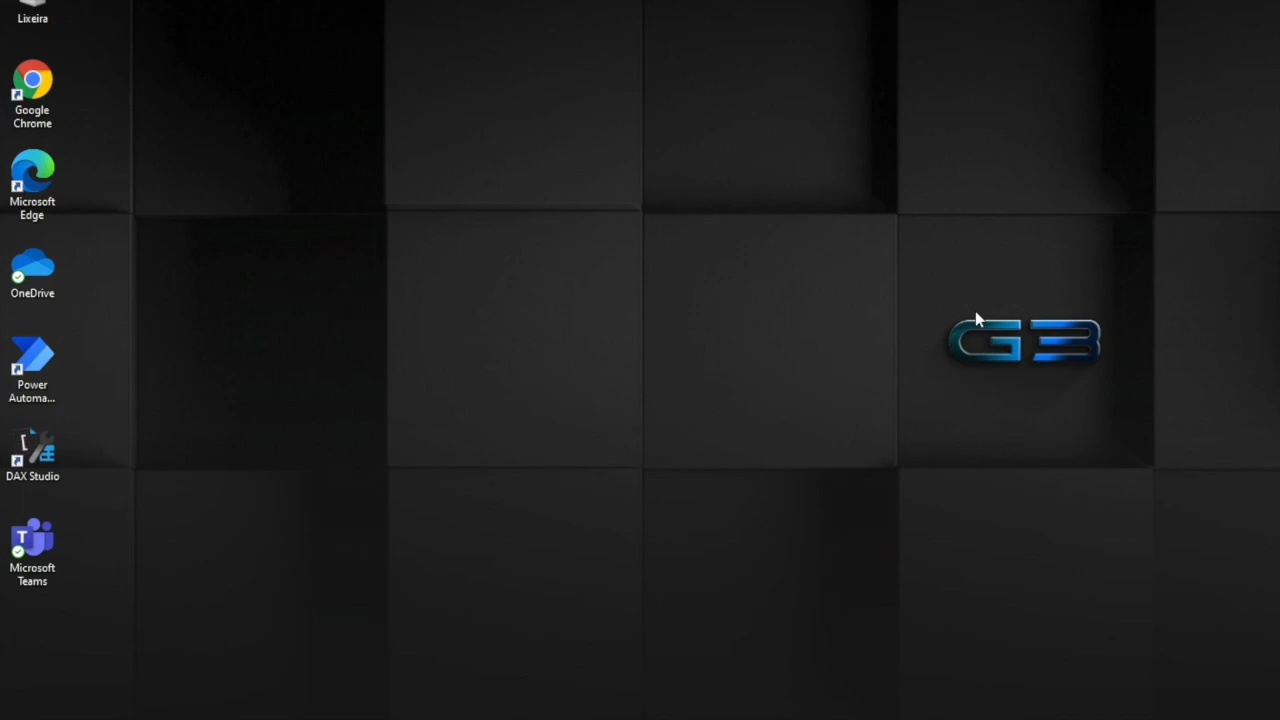 Lixeira
Google
Chrome
Microsoft
Edge
OneDrive
Power
Automa...
DAX Studio
T
Microsoft
Teams
G3